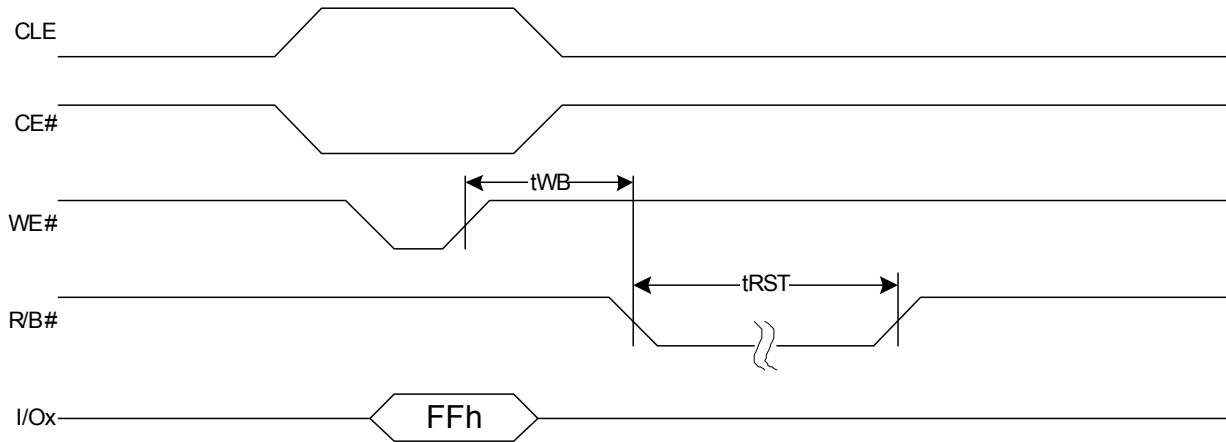 CLE
CE#
tWB
WE#
tRST
R/B#
I/Ox
FFh